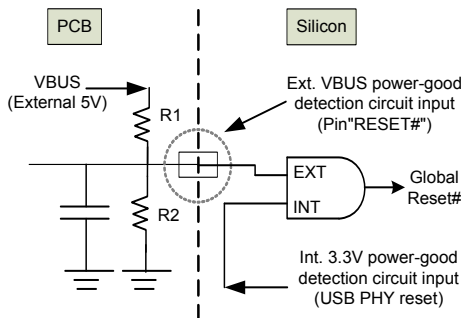 PCB
Silicon
VBUS
(External 5V)
R1
Ext. VBUS power-good
detection circuit input
(Pin"RESET#")
EXT
INT
Global
Reset#
R2
Int. 3.3V power-good
detection circuit input
(USB PHY reset)